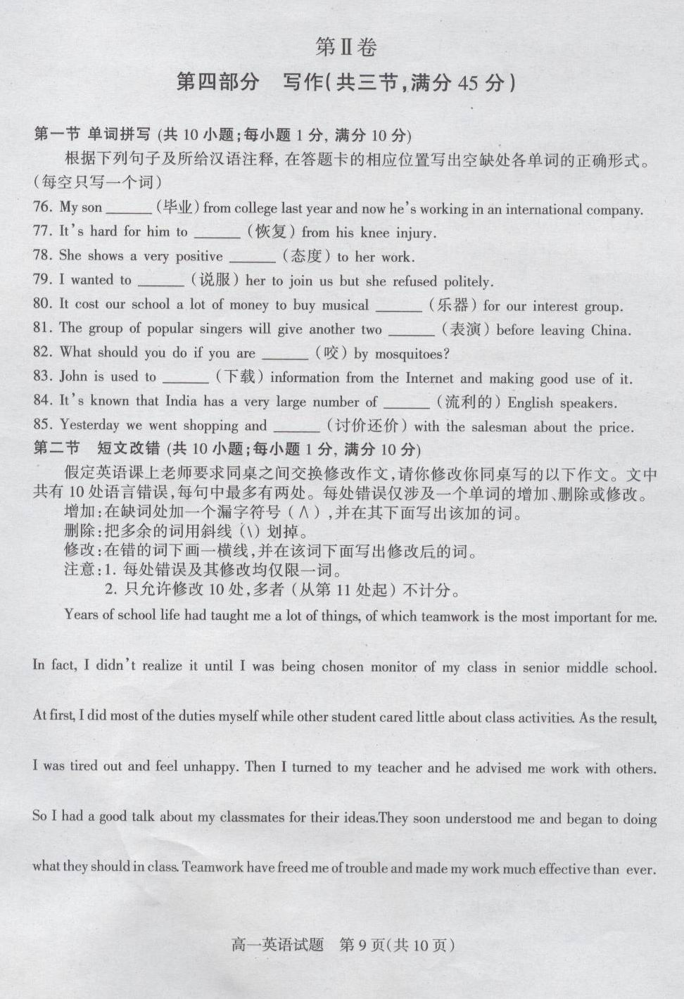 第Ⅱ卷
第四部分 写作(共三节,满分 45 分)
第一节 单词拼写 (共 10 小题;每小题 1 分, 满分 10 分)
根据下列句子及所给汉语注释, 在答题卡的相应位置写出空缺处各单词的正确形式。
(每空只写一个词)
76. My son ______ (毕业) from college last year and now he's working in an international company.
77. It's hard for him to ______ (恢复) from his knee injury.
78. She shows a very positive ______ (态度) to her work.
79. I wanted to ______ (说服) her to join us but she refused politely.
80. It cost our school a lot of money to buy musical ______ (乐器) for our interest group.
81. The group of popular singers will give another two ______ (表演) before leaving China.
82. What should you do if you are ______ (咬) by mosquitoes?
83. John is used to ______ (下载) information from the Internet and making good use of it.
84. It's known that India has a very large number of ______ (流利的) English speakers.
85. Yesterday we went shopping and ______ (讨价还价) with the salesman about the price.
第二节 短文改错 (共 10 小题;每小题 1 分, 满分 10 分)
假定英语课上老师要求同桌之间交换修改作文,请你修改你同桌写的以下作文。文中
共有 10 处语言错误,每句中最多有两处。每处错误仅涉及一个单词的增加、删除或修改。
增加:在缺词处加一个漏字符号 (∧) ,并在其下面写出该加的词。
删除:把多余的词用斜线 (\) 划掉。
修改:在错的词下画一横线,并在该词下面写出修改后的词。
注意:1. 每处错误及其修改均仅限一词。
2. 只允许修改 10 处,多者 (从第 11 处起) 不计分。
Years of school life had taught me a lot of things, of which teamwork is the most important for me.
In fact, I didn't realize it until I was being chosen monitor of my class in senior middle school.
At first, I did most of the duties myself while other student cared little about class activities. As the result,
I was tired out and feel unhappy. Then I turned to my teacher and he advised me work with others.
So I had a good talk about my classmates for their ideas.They soon understood me and began to doing
what they should in class. Teamwork have freed me of trouble and made my work much effective than ever.
高一英语试题 第 9 页(共 10 页)